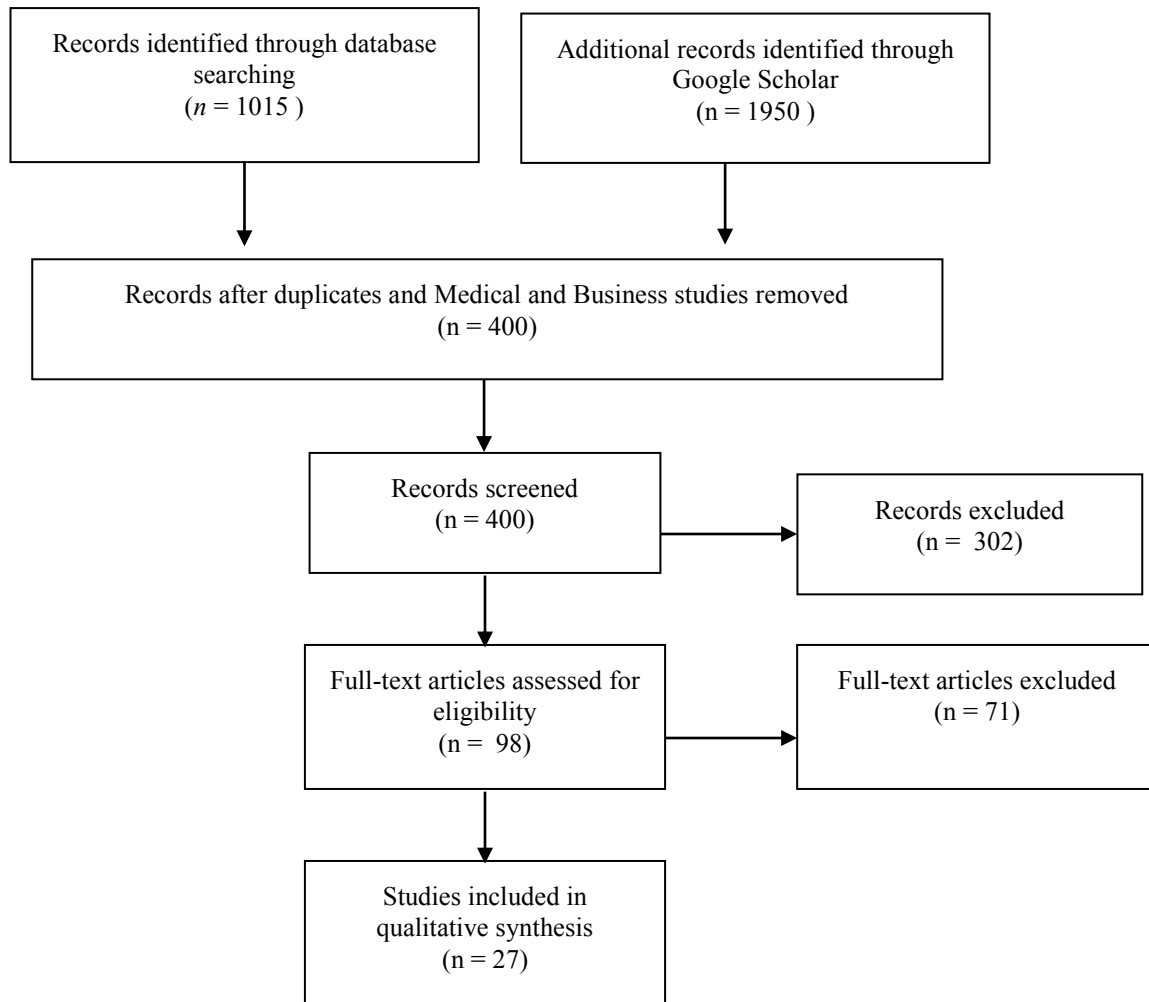 Records identified through database
searching
(n = 1015 )
Additional records identified through
Google Scholar
(n = 1950 )
Records after duplicates and Medical and Business studies removed
(n = 400)
Records screened
(n = 400)
Records excluded
(n =  302)
Full-text articles assessed for
eligibility
(n =  98)
Full-text articles excluded
(n = 71)
Studies included in
qualitative synthesis
(n = 27)